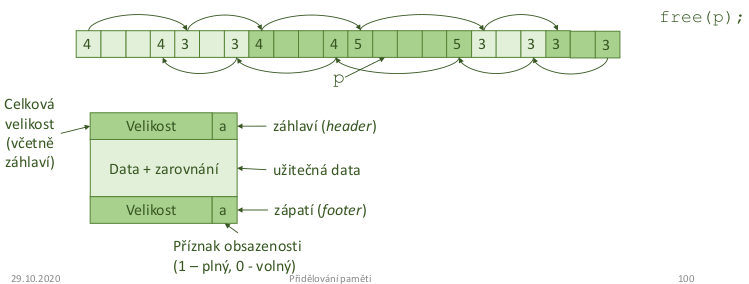 free(p);
4 4 3 3 4 4 5 5 3 3 3 3
p
Celková
velikost
(včetně
záhlaví)
Velikost a
záhlaví (header)
Data + zarovnání
užitečná data
Velikost a
zápatí (footer)
Příznak obsazenosti
(1 – plný, 0 - volný)
29.10.2020 Přidělování paměti 100